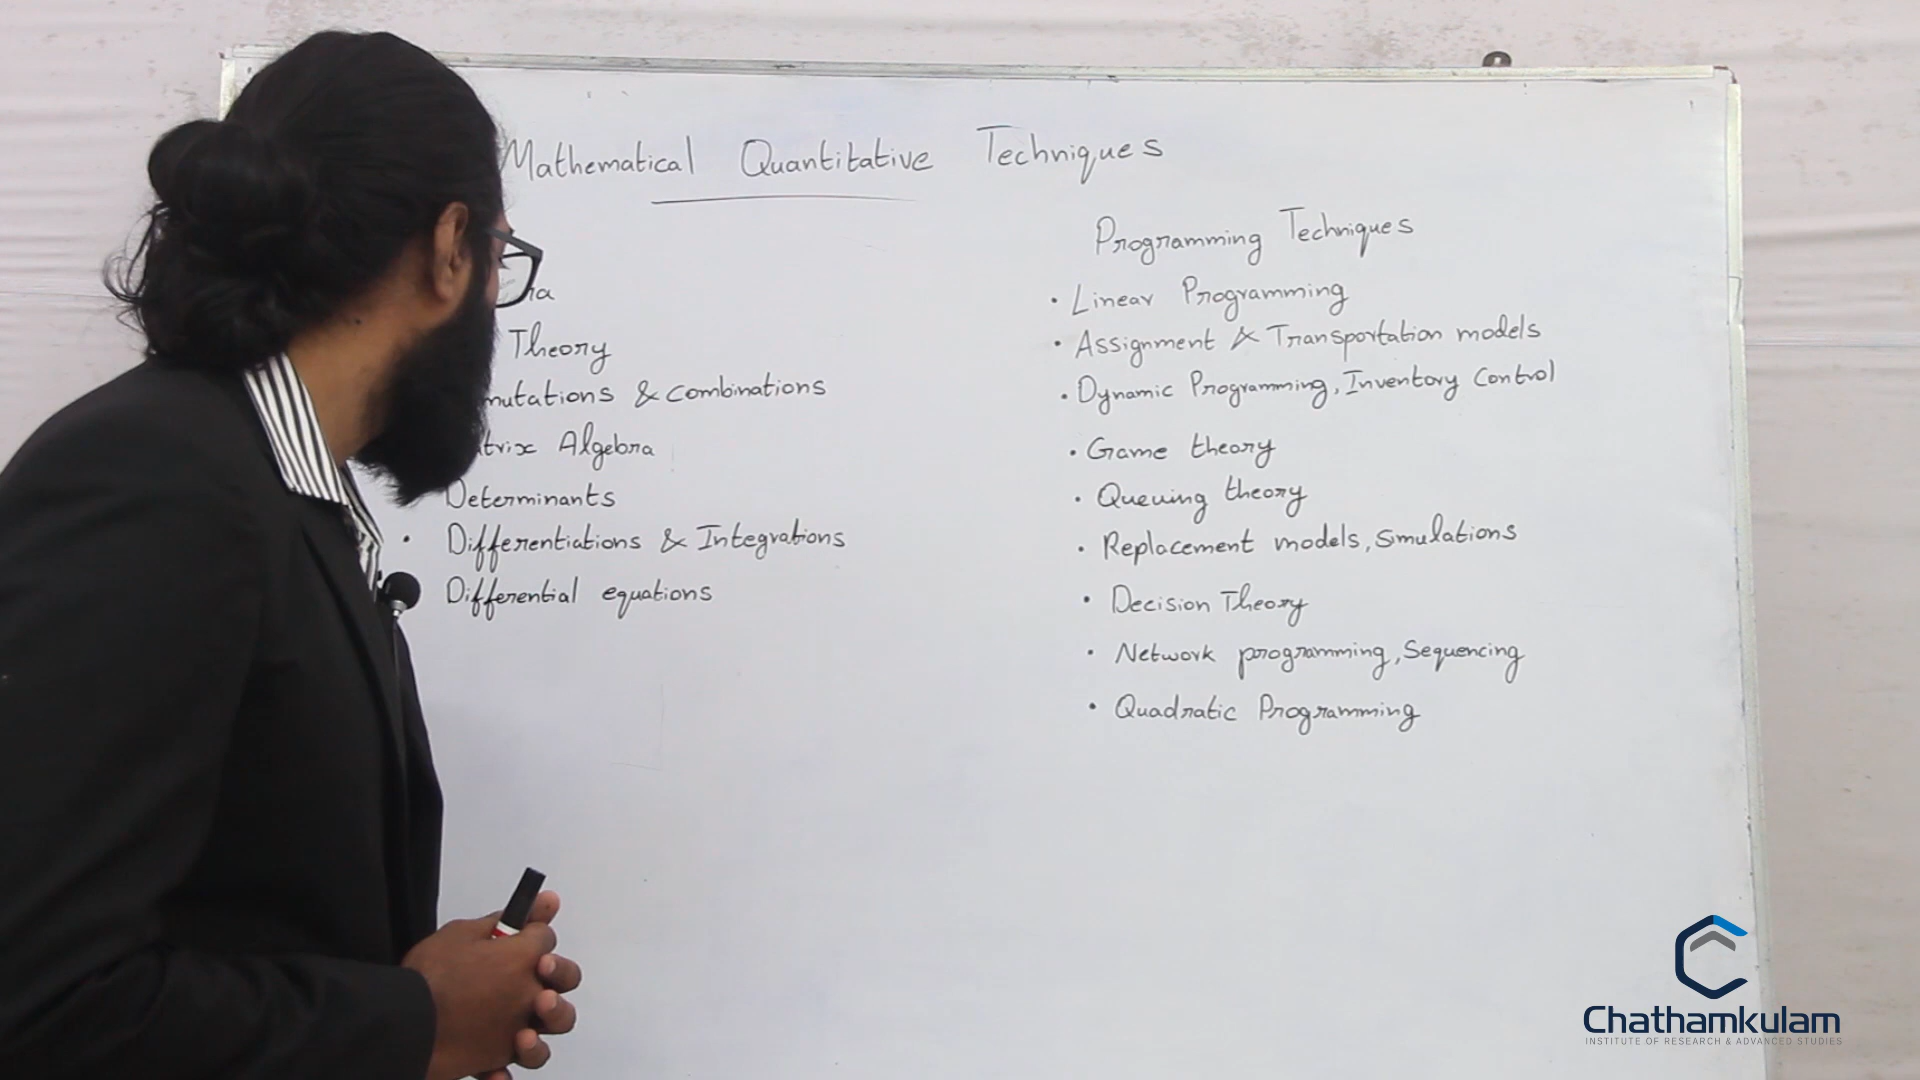 Mathematical Quantitative Techniques
Theory
& Combinations
Algebra
Determinants
• Differentiations & Integrations
Differential equations
Programming Techniques
• Linear Programming
• Assignment & Transportation models
• Dynamic Programming, Inventory Control
• Game theory
• Queuing theory
• Replacement models, Simulations
• Decision Theory
• Network programming, Sequencing
• Quadratic Programming
Chathamkulam
INSTITUTE OF RESEARCH & ADVANCED STUDIES